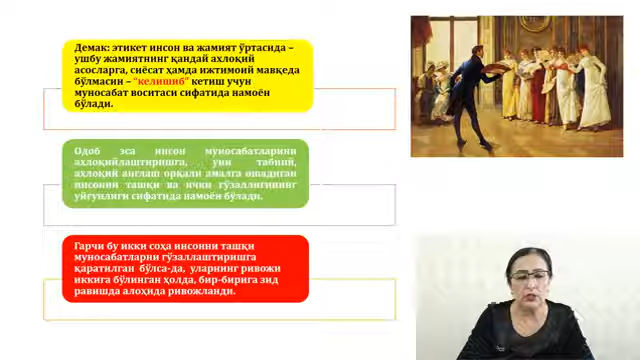 Демак: этикет инсон ва жамият ўртасида –
ушбу жамиятнинг қандай ахлоқий
асосларга, сиёсат ҳамда ижтимоий мавқеда
бўлмасин – “келишиб” кетиш учун
муносабат воситаси сифатида намоён
бўлади.
Одоб эса инсон муносабатларини
ахлоқийлаштиришга, уни табиий,
ахлоқий англаш орқали амалга ошадиган
инсонни ташқи ва ички гўзаллигининг
уйғунлиги сифатида намоён бўлади.
Гарчи бу икки соҳа инсонни ташқи
муносабатларни гўзаллаштиришга
қаратилган бўлса-да, уларнинг ривожи
иккига бўлинган ҳолда, бир-бирига зид
равишда алоҳида ривожланди.